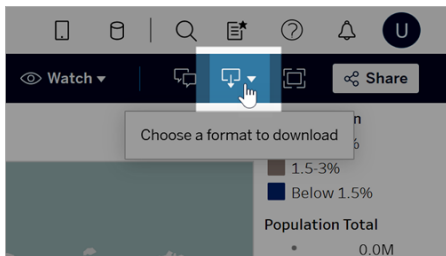 U
Watch
Share
Choose a format to download
n
%
1.5-3%
Below 1.5%
Population Total
0.0M